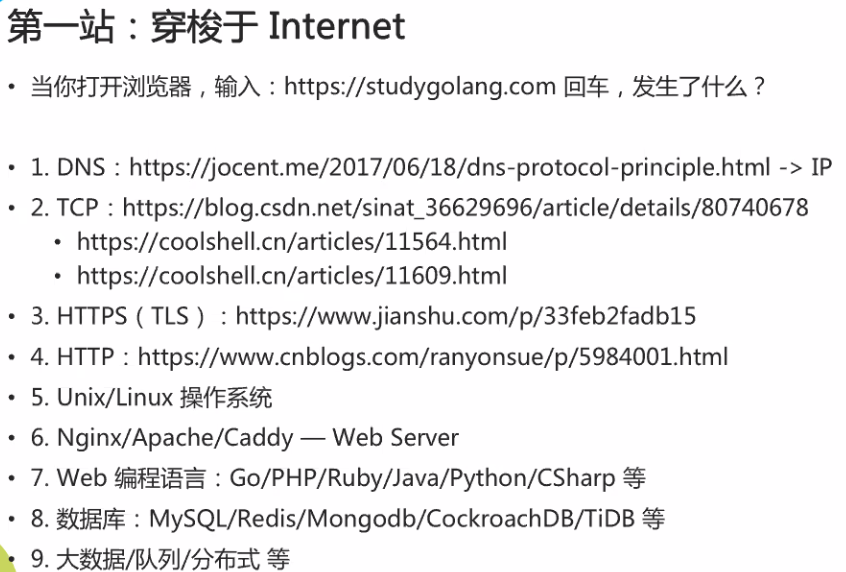 第一站：穿梭于 Internet
• 当你打开浏览器，输入：https://studygolang.com 回车，发生了什么？
• 1. DNS：https://jocent.me/2017/06/18/dns-protocol-principle.html -> IP
• 2. TCP：https://blog.csdn.net/sinat_36629696/article/details/80740678
• https://coolshell.cn/articles/11564.html
• https://coolshell.cn/articles/11609.html
• 3. HTTPS（TLS）：https://www.jianshu.com/p/33feb2fadb15
• 4. HTTP：https://www.cnblogs.com/ranyonsue/p/5984001.html
• 5. Unix/Linux 操作系统
• 6. Nginx/Apache/Caddy — Web Server
• 7. Web 编程语言：Go/PHP/Ruby/Java/Python/CSharp 等
• 8. 数据库：MySQL/Redis/Mongodb/CockroachDB/TiDB 等
• 9. 大数据/队列/分布式 等